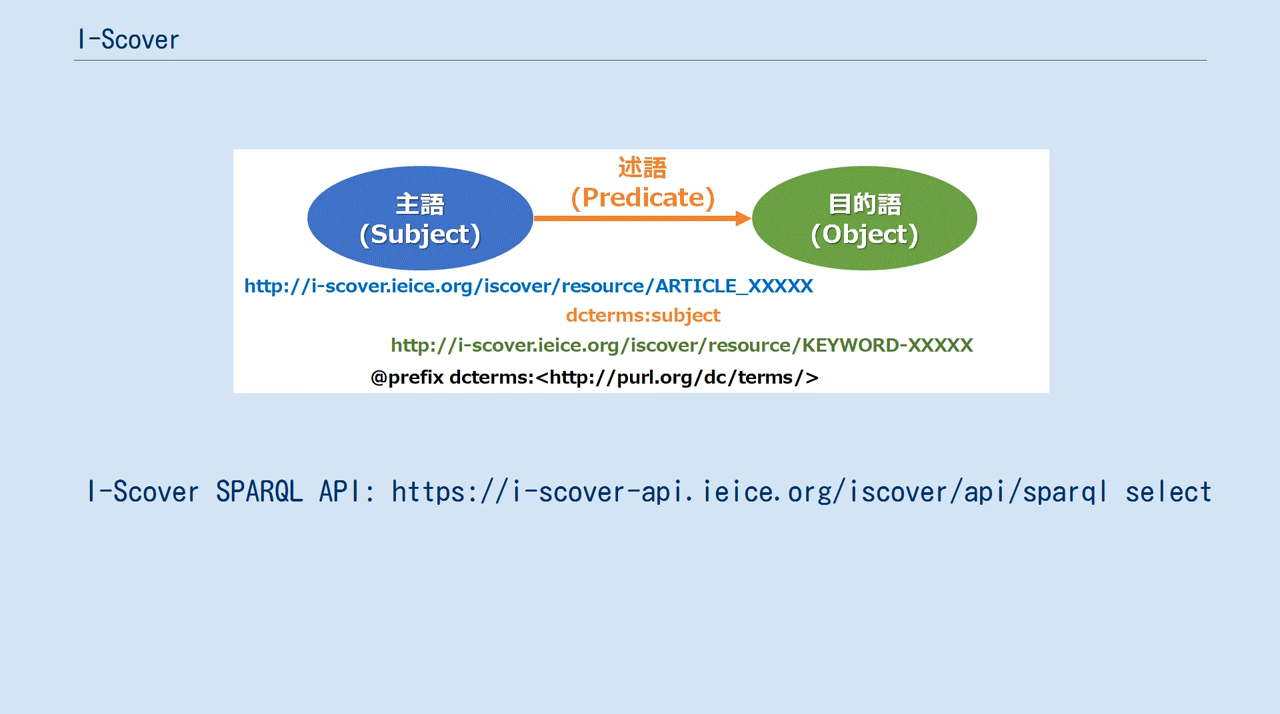 I-Scover
述語
(Predicate)
主語
(Subject)
目的語
(Object)
http://i-scover.ieice.org/iscover/resource/ARTICLE_XXXXX
dcterms:subject
http://i-scover.ieice.org/iscover/resource/KEYWORD-XXXXX
@prefix dcterms:<http://purl.org/dc/terms/>
I-Scover SPARQL API: https://i-scover-api.ieice.org/iscover/api/sparql select